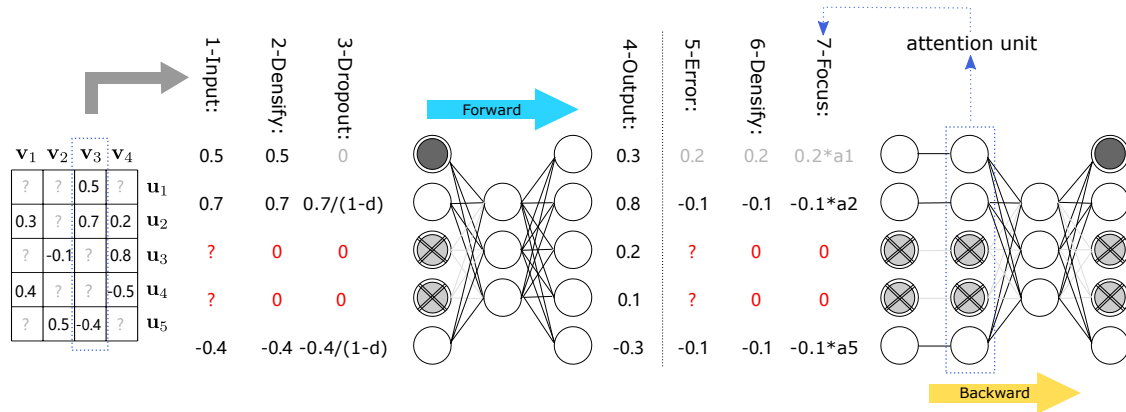 1-Input:
2-Densify:
3-Dropout:
4-Output:
5-Error:
6-Densify:
7-Focus:
attention unit
Forward
v1 v2 v3 v4
? ? 0.5 ? u1
0.3 ? 0.7 0.2 u2
? -0.1 ? 0.8 u3
0.4 ? ? -0.5 u4
? 0.5 -0.4 ? u5
0.5 0.5 0 0.3 0.2 0.2 0.2*a1
0.7 0.7 0.7/(1-d) 0.8 -0.1 -0.1 -0.1*a2
? 0 0 0.2 ? 0 0
? 0 0 0.1 ? 0 0
-0.4 -0.4 -0.4/(1-d) -0.3 -0.1 -0.1 -0.1*a5
Backward